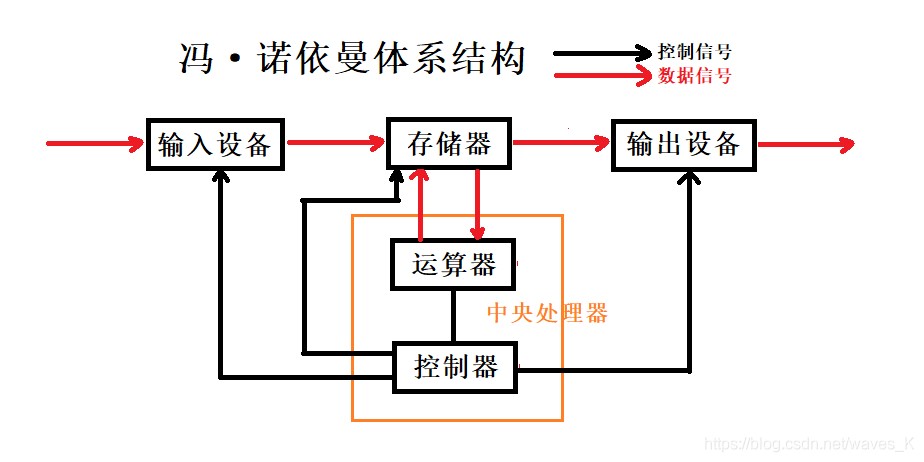 冯·诺依曼体系结构
控制信号
数据信号
输入设备
存储器
输出设备
运算器
中央处理器
控制器
https://blog.csdn.net/waves_K